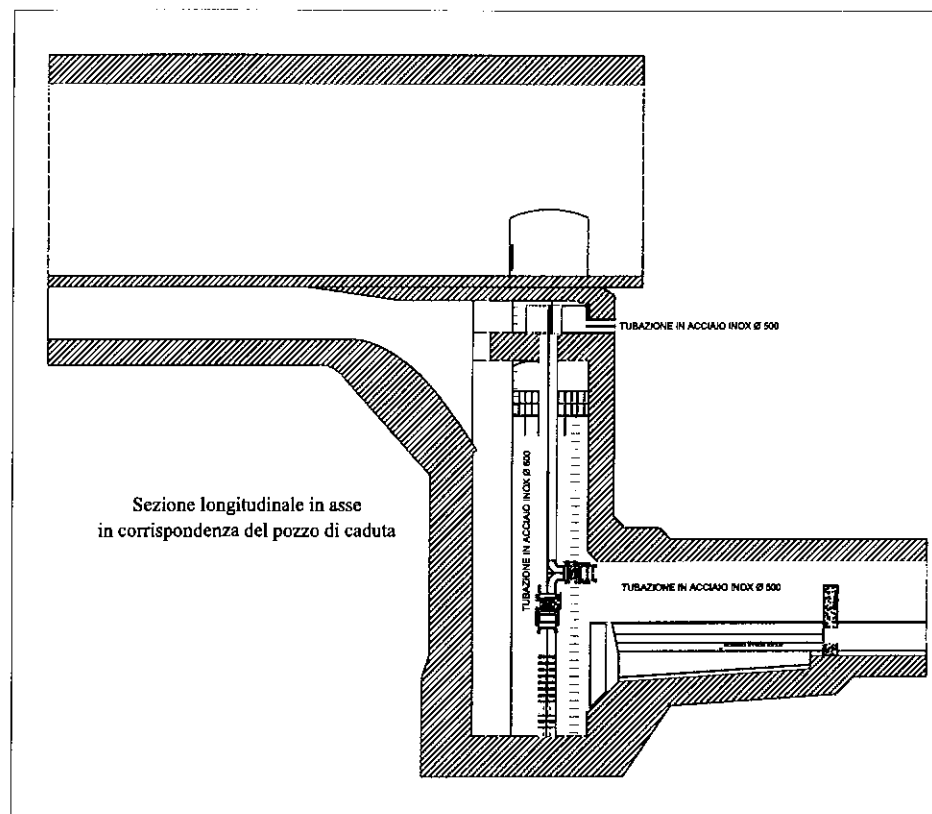 TUBAZIONE IN ACCIAIO INOX Ø 500
TUBAZIONE IN ACCIAIO INOX Ø 600
Sezione longitudinale in asse
in corrispondenza del pozzo di caduta
TUBAZIONE IN ACCIAIO INOX Ø 500